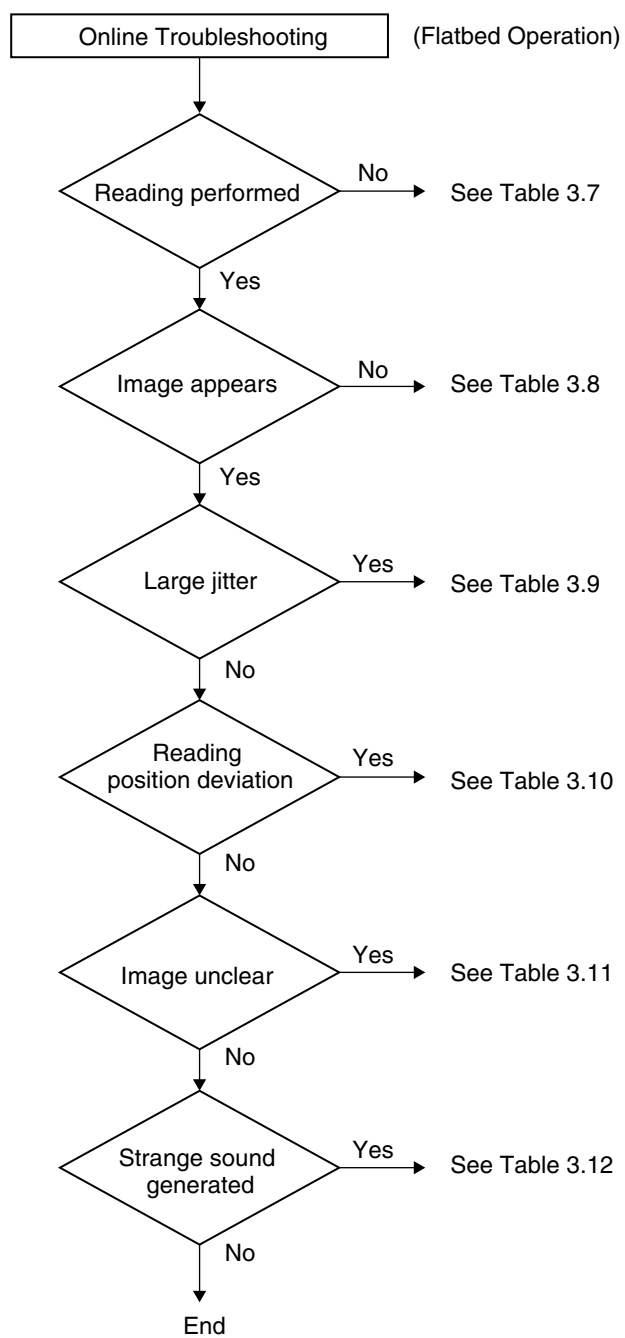 Online Troubleshooting (Flatbed Operation)
Reading performed
No
See Table 3.7
Yes
Image appears
No
See Table 3.8
Yes
Large jitter
Yes
See Table 3.9
No
Reading
position deviation
Yes
See Table 3.10
No
Image unclear
Yes
See Table 3.11
No
Strange sound
generated
Yes
See Table 3.12
No
End